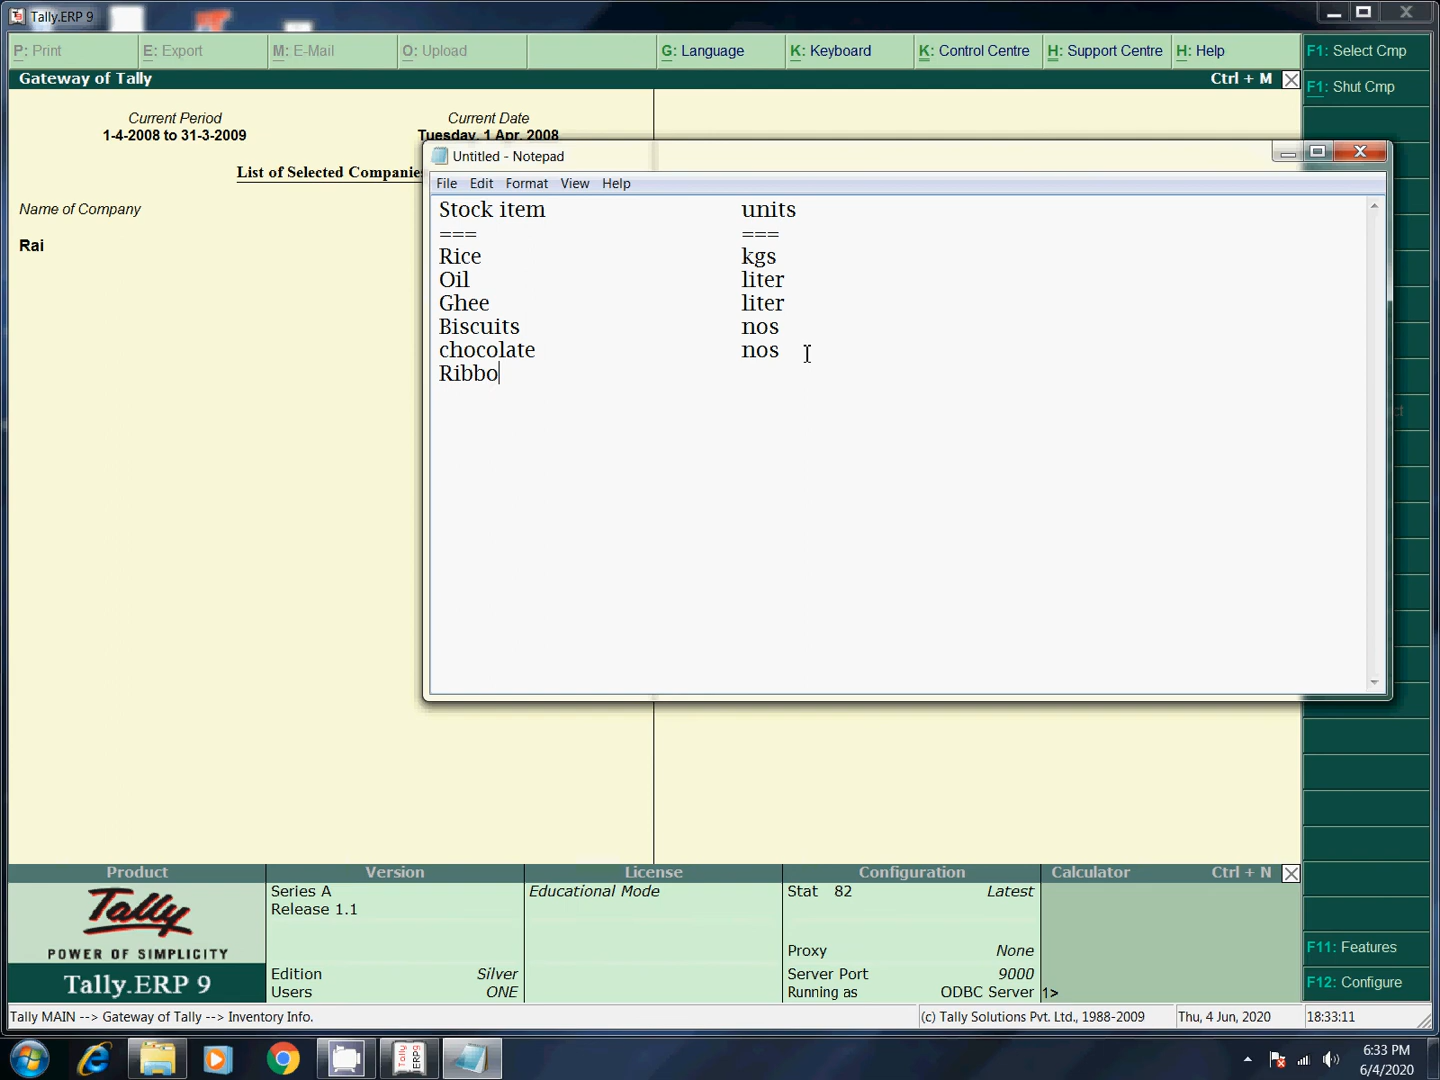 Tally.ERP 9
P: Print E: Export M: E-Mail O: Upload G: Language K: Keyboard K: Control Centre H: Support Centre H: Help F1: Select Cmp
Gateway of Tally Ctrl + M F1: Shut Cmp
Current Period Current Date
1-4-2008 to 31-3-2009 Tuesday, 1 Apr, 2008
List of Selected Companies
Name of Company
Rai
Untitled - Notepad
File Edit Format View Help
Stock item units
=== ===
Rice kgs
Oil liter
Ghee liter
Biscuits nos
chocolate nos
Ribbo
Product Version License Configuration Calculator Ctrl + N
Tally
POWER OF SIMPLICITY
Tally.ERP 9
Series A
Release 1.1
Edition Silver
Users ONE
Educational Mode
Stat 82 Latest
Proxy None
Server Port 9000
Running as ODBC Server
1>
F11: Features
F12: Configure
Tally MAIN --> Gateway of Tally --> Inventory Info. (c) Tally Solutions Pvt. Ltd., 1988-2009 Thu, 4 Jun, 2020 18:33:11
6:33 PM
6/4/2020